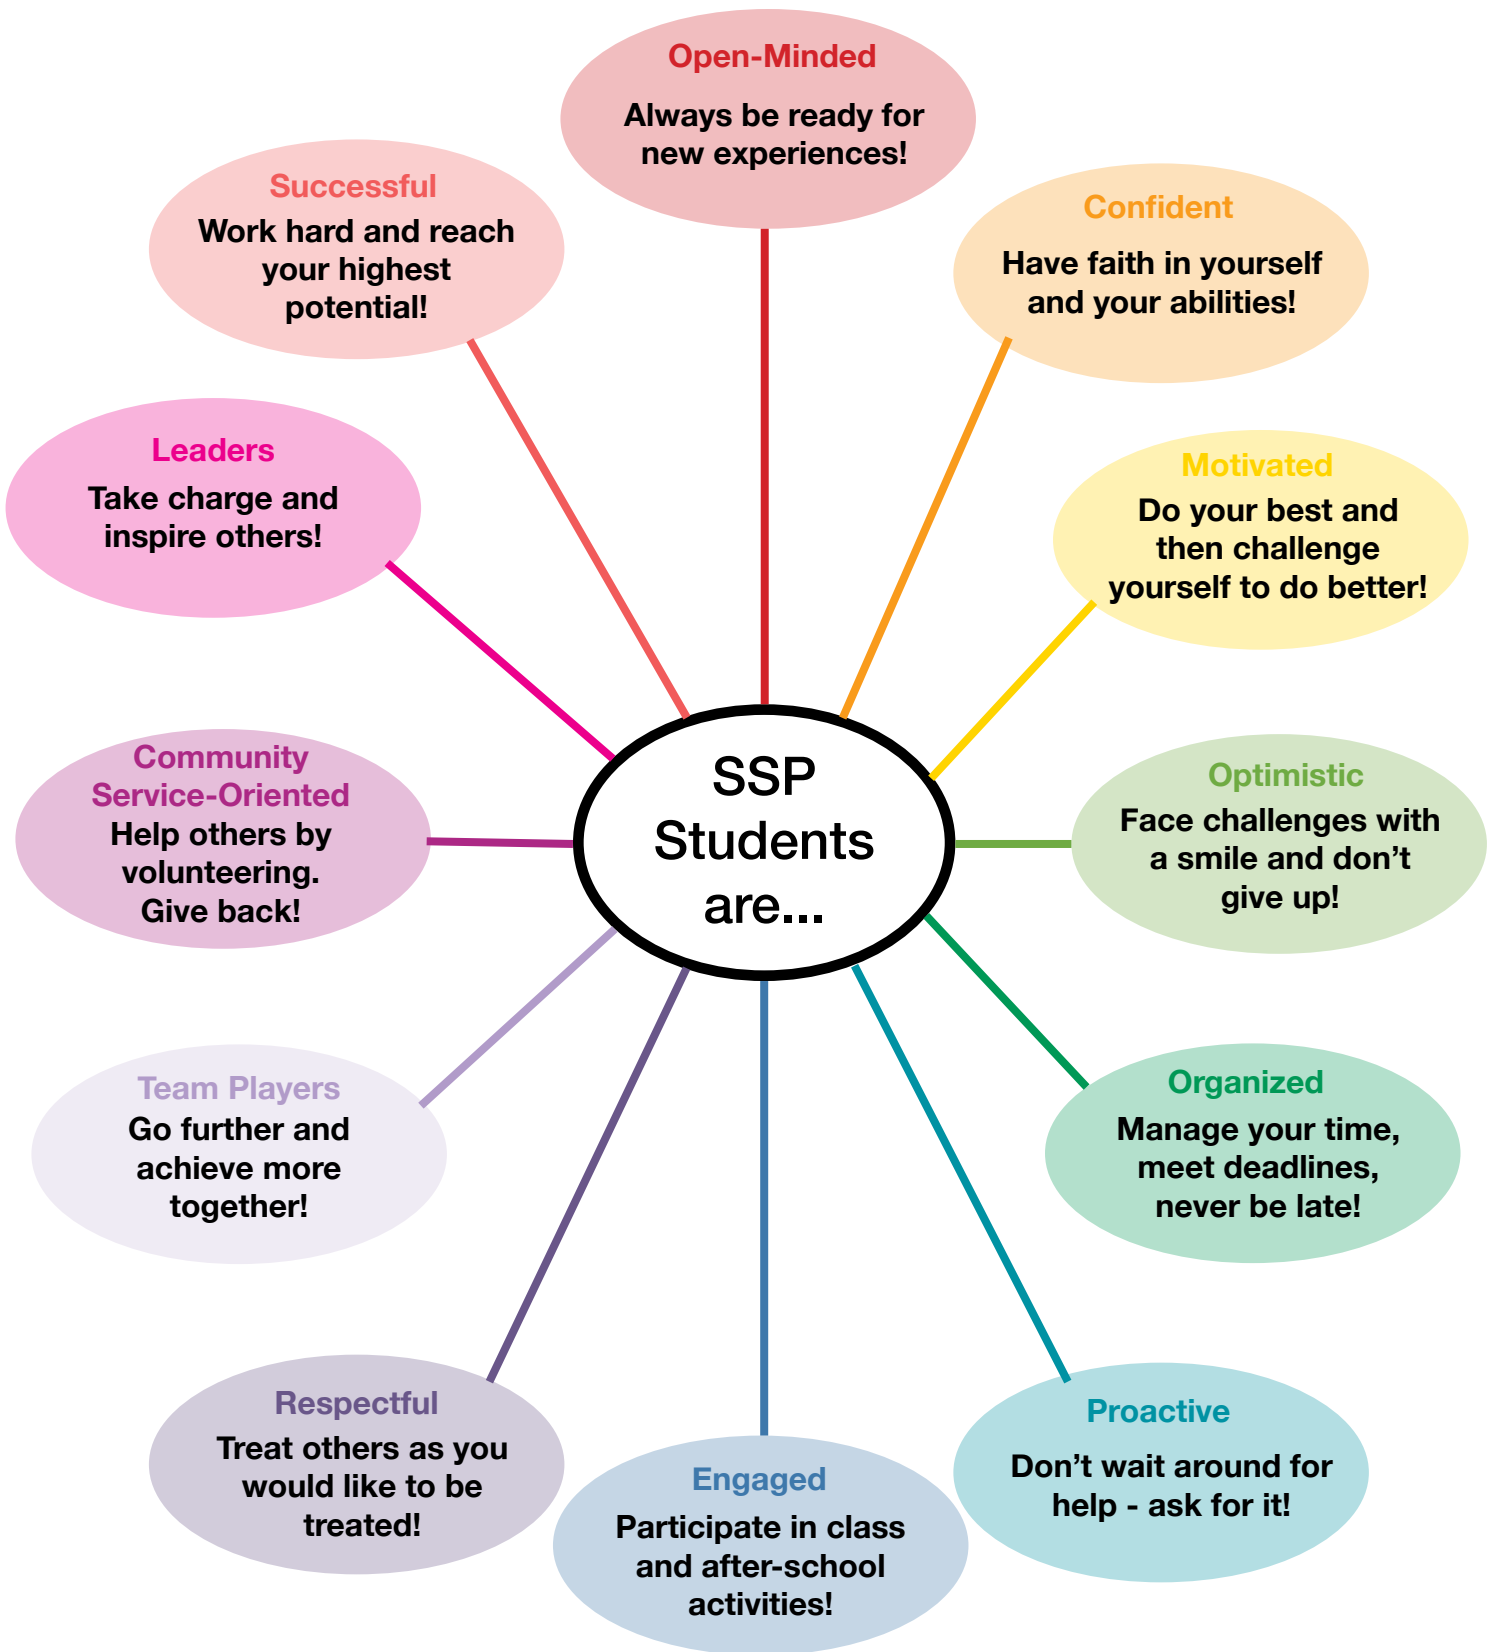 Open-Minded
Always be ready for
new experiences!
Confident
Have faith in yourself
and your abilities!
Motivated
Do your best and
then challenge
yourself to do better!
Optimistic
Face challenges with
a smile and don’t
give up!
Organized
Manage your time,
meet deadlines,
never be late!
Proactive
Don’t wait around for
help - ask for it!
Engaged
Participate in class
and after-school
activities!
Respectful
Treat others as you
would like to be
treated!
Team Players
Go further and
achieve more
together!
Community
Service-Oriented
Help others by
volunteering.
Give back!
Leaders
Take charge and
inspire others!
Successful
Work hard and reach
your highest
potential!
SSP
Students
are...